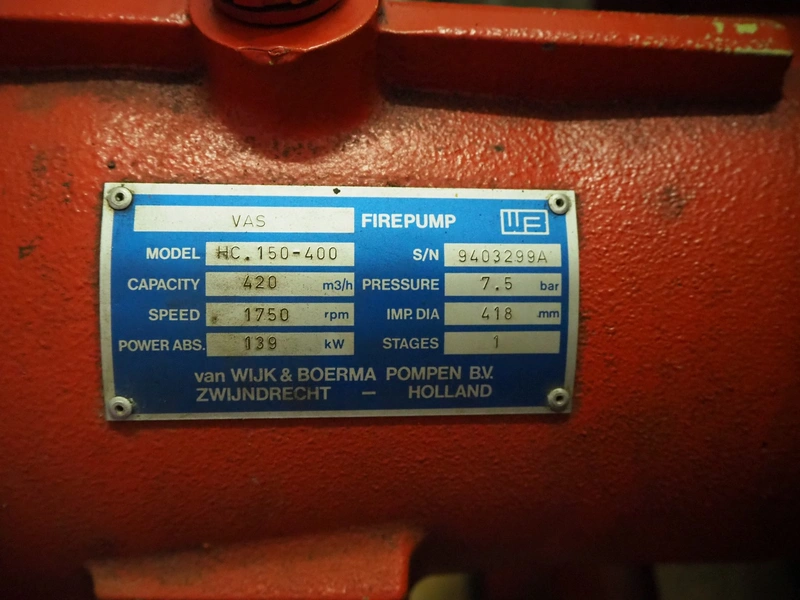 VAS FIREPUMP WB
MODEL HC.150-400 S/N 9403299A
CAPACITY 420 m3/h PRESSURE 7.5 bar
SPEED 1750 rpm IMP. DIA 418 mm
POWER ABS. 139 kW STAGES 1
van WIJK & BOERMA POMPEN B.V.
ZWIJNDRECHT — HOLLAND